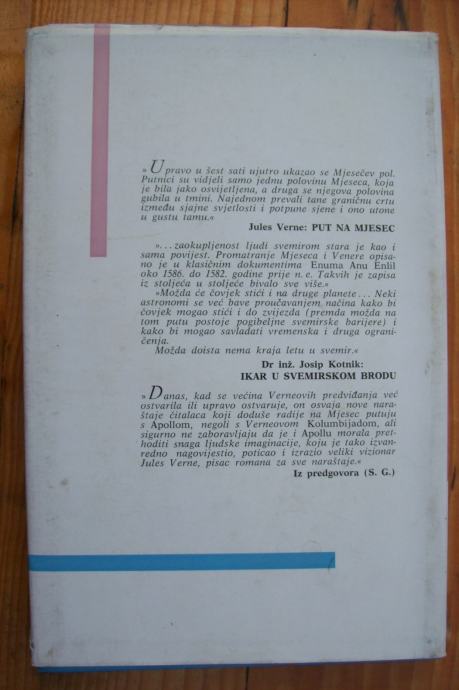 »Upravo u šest sati ujutro ukazao se Mjesečev pol.
Putnici su vidjeli samo jednu polovinu Mjeseca, koja
je bila jako osvijetljena, a druga se njegova polovina
gubila u tmini. Najednom prevali tane graničnu crtu
između sjajne svjetlosti i potpune sjene i ono utone
u gustu tamu.«
Jules Verne: PUT NA MJESEC
»...zaokupljenost ljudi svemirom stara je kao i
sama povijest. Promatranje Mjeseca i Venere opisa-
no je u klasičnim dokumentima Enuma Anu Enlil
oko 1586. do 1582. godine prije n. e. Takvih je zapisa
iz stoljeća u stoljeće bivalo sve više.«
»Možda će čovjek stići i na druge planete... Neki
astronomi se već bave proučavanjem načina kako bi
čovjek mogao stići i do zvijezda (premda možda na
tom putu postoje pogibeljne svemirske barijere) i
kako bi mogao savladati vremenska i druga ograni-
čenja.
Možda doista nema kraja letu u svemir.«
Dr inž. Josip Kotnik:
IKAR U SVEMIRSKOM BRODU
»Danas, kad se većina Verneovih predviđanja već
ostvarila ili upravo ostvaruje, on osvaja nove nara-
štaje čitalaca koji doduše radije na Mjesec putuju
s Apollom, negoli s Verneovom Kolumbijadom, ali
sigurno ne zaboravljaju da je i Apollu morala pret-
hoditi snaga ljudske imaginacije, koju je tako izvan-
redno nagovijestio, poticao i izrazio veliki vizionar
Jules Verne, pisac romana za sve naraštaje.«
Iz predgovora (S. G.)